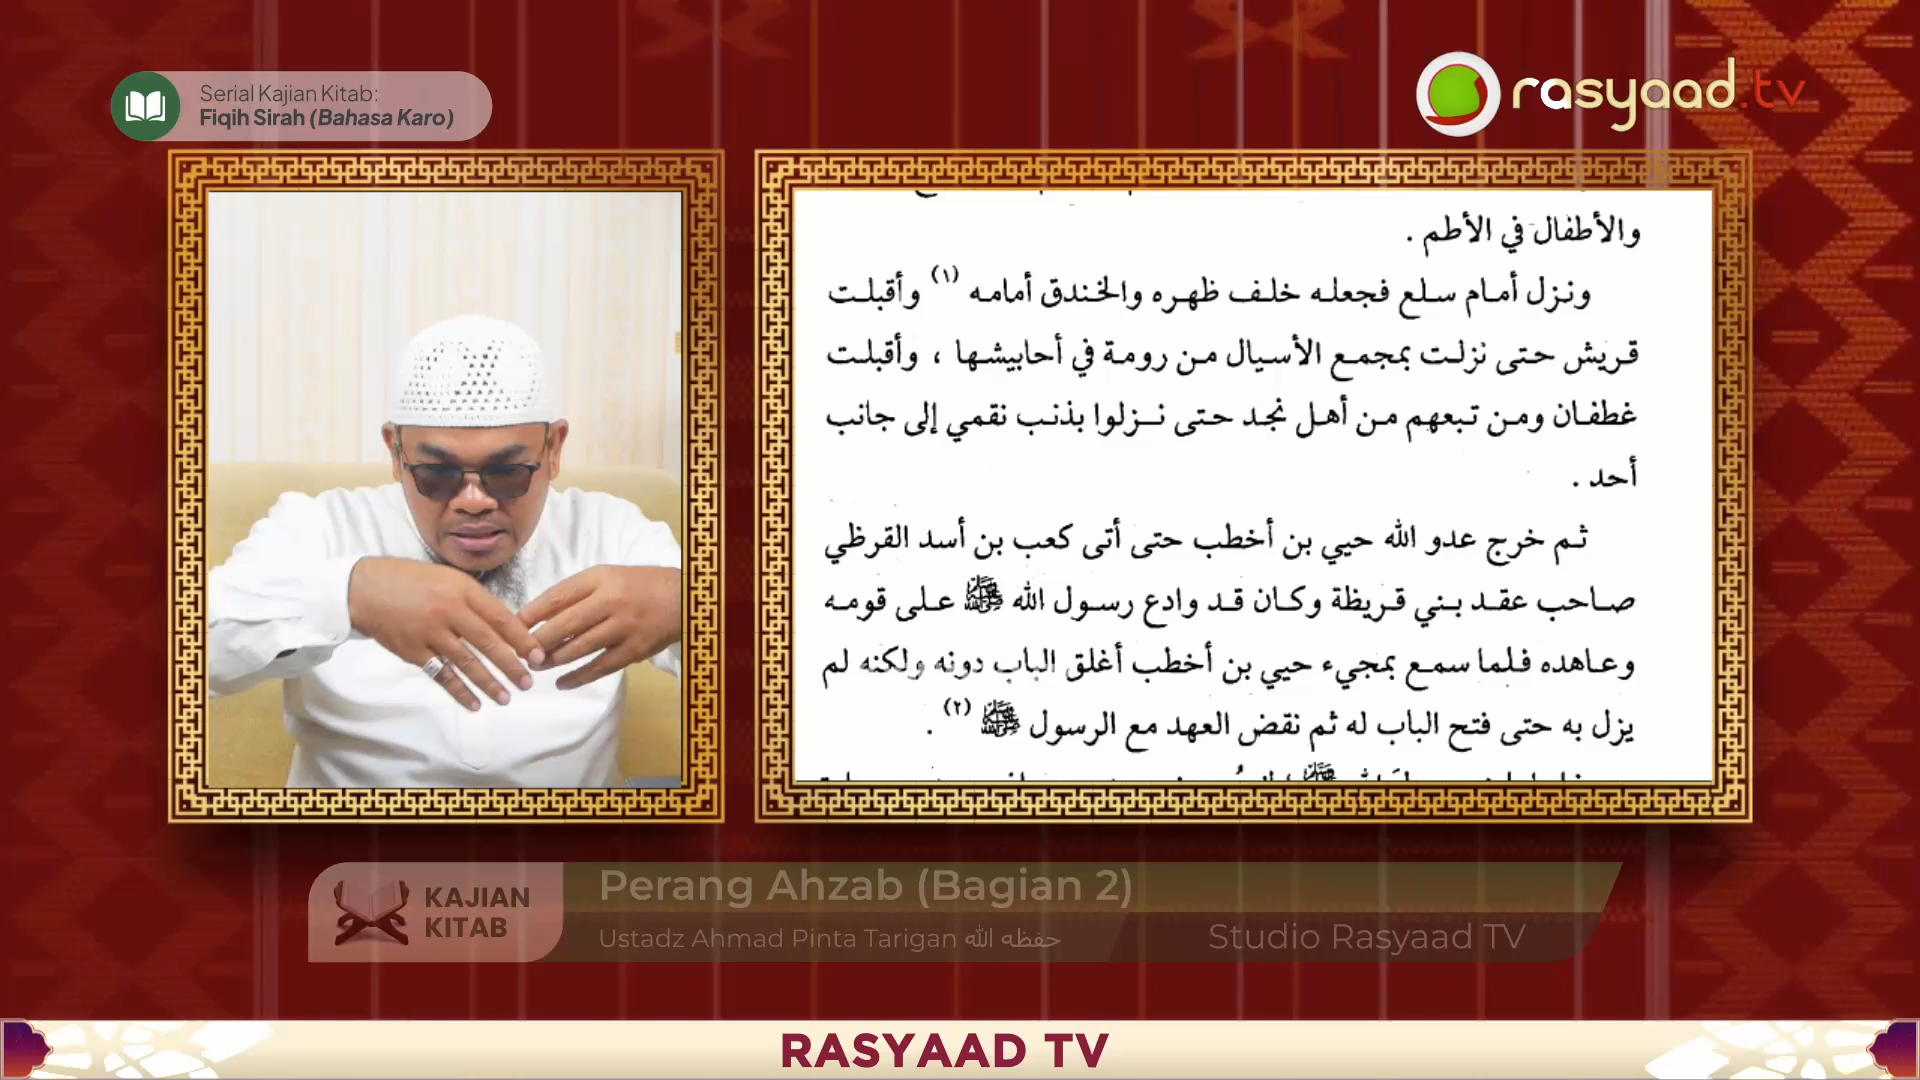 Serial Kajian Kitab:
Fiqih Sirah (Bahasa Karo)
rasyaad.tv
والأطفال في الأطم .
ونزل أمام سلع فجعله خلف ظهره والخندق أمامه (١) وأقبلت
قريش حتى نزلت بمجمع الأسيال من رومة في أحابيشها ، وأقبلت
غطفان ومن تبعهم من أهل نجد حتى نزلوا بذنب نقمي إلى جانب
أحد .
ثم خرج عدو الله حيي بن أخطب حتى أتى كعب بن أسد القرظي
صاحب عقد بني قريظة وكان قد وادع رسول الله ﷺ على قومه
وعاهده فلما سمع بمجيء حيي بن أخطب أغلق الباب دونه ولكنه لم
يزل به حتى فتح الباب له ثم نقض العهد مع الرسول ﷺ (٢) .
KAJIAN
KITAB
Perang Ahzab (Bagian 2)
Ustadz Ahmad Pinta Tarigan حفظه الله
Studio Rasyaad TV
RASYAAD TV